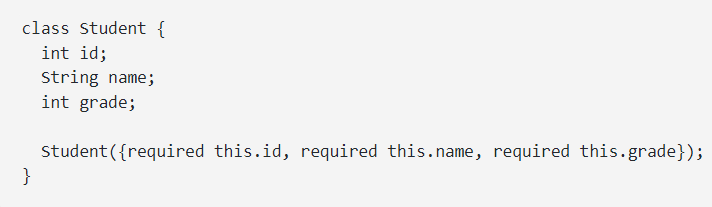 class Student {
  int id;
  String name;
  int grade;

  Student({required this.id, required this.name, required this.grade});
}